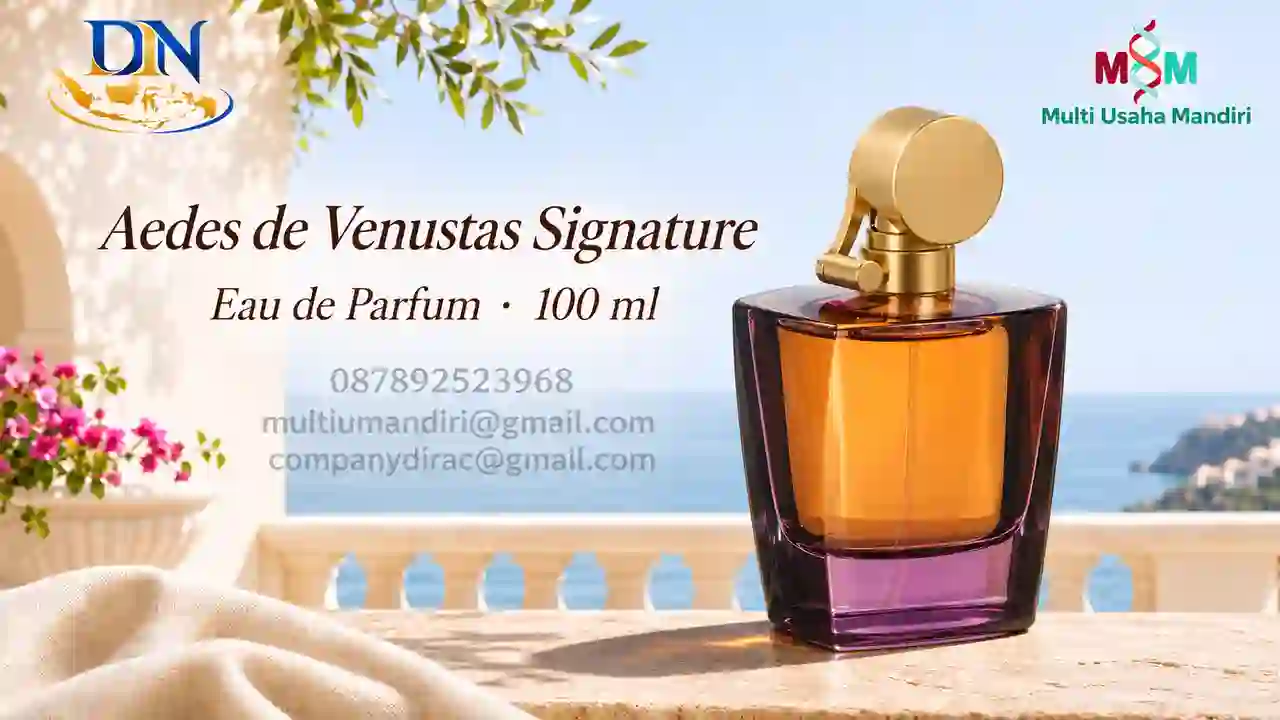 DN
M M
Multi Usaha Mandiri
Aedes de Venustas Signature
Eau de Parfum · 100 ml
087892523968
multiumandiri@gmail.com
companydirac@gmail.com